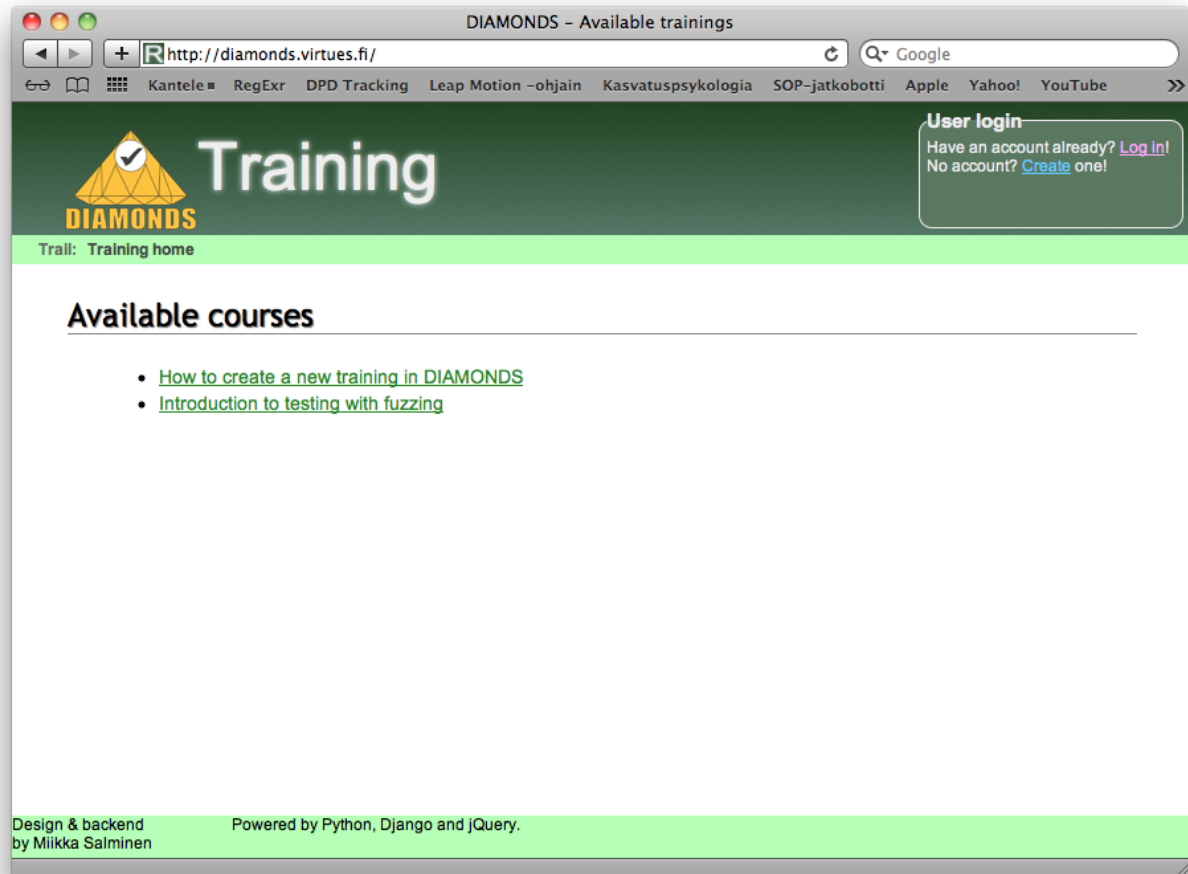 DIAMONDS – Available trainings
http://diamonds.virtues.fi/
Google
Kantele RegExr DPD Tracking Leap Motion -ohjain Kasvatuspsykologia SOP-jatkobotti Apple Yahoo! YouTube
DIAMONDS
Training
User login
Have an account already? Log in!
No account? Create one!
Trail: Training home
Available courses
• How to create a new training in DIAMONDS
• Introduction to testing with fuzzing
Design & backend
by Miikka Salminen
Powered by Python, Django and jQuery.